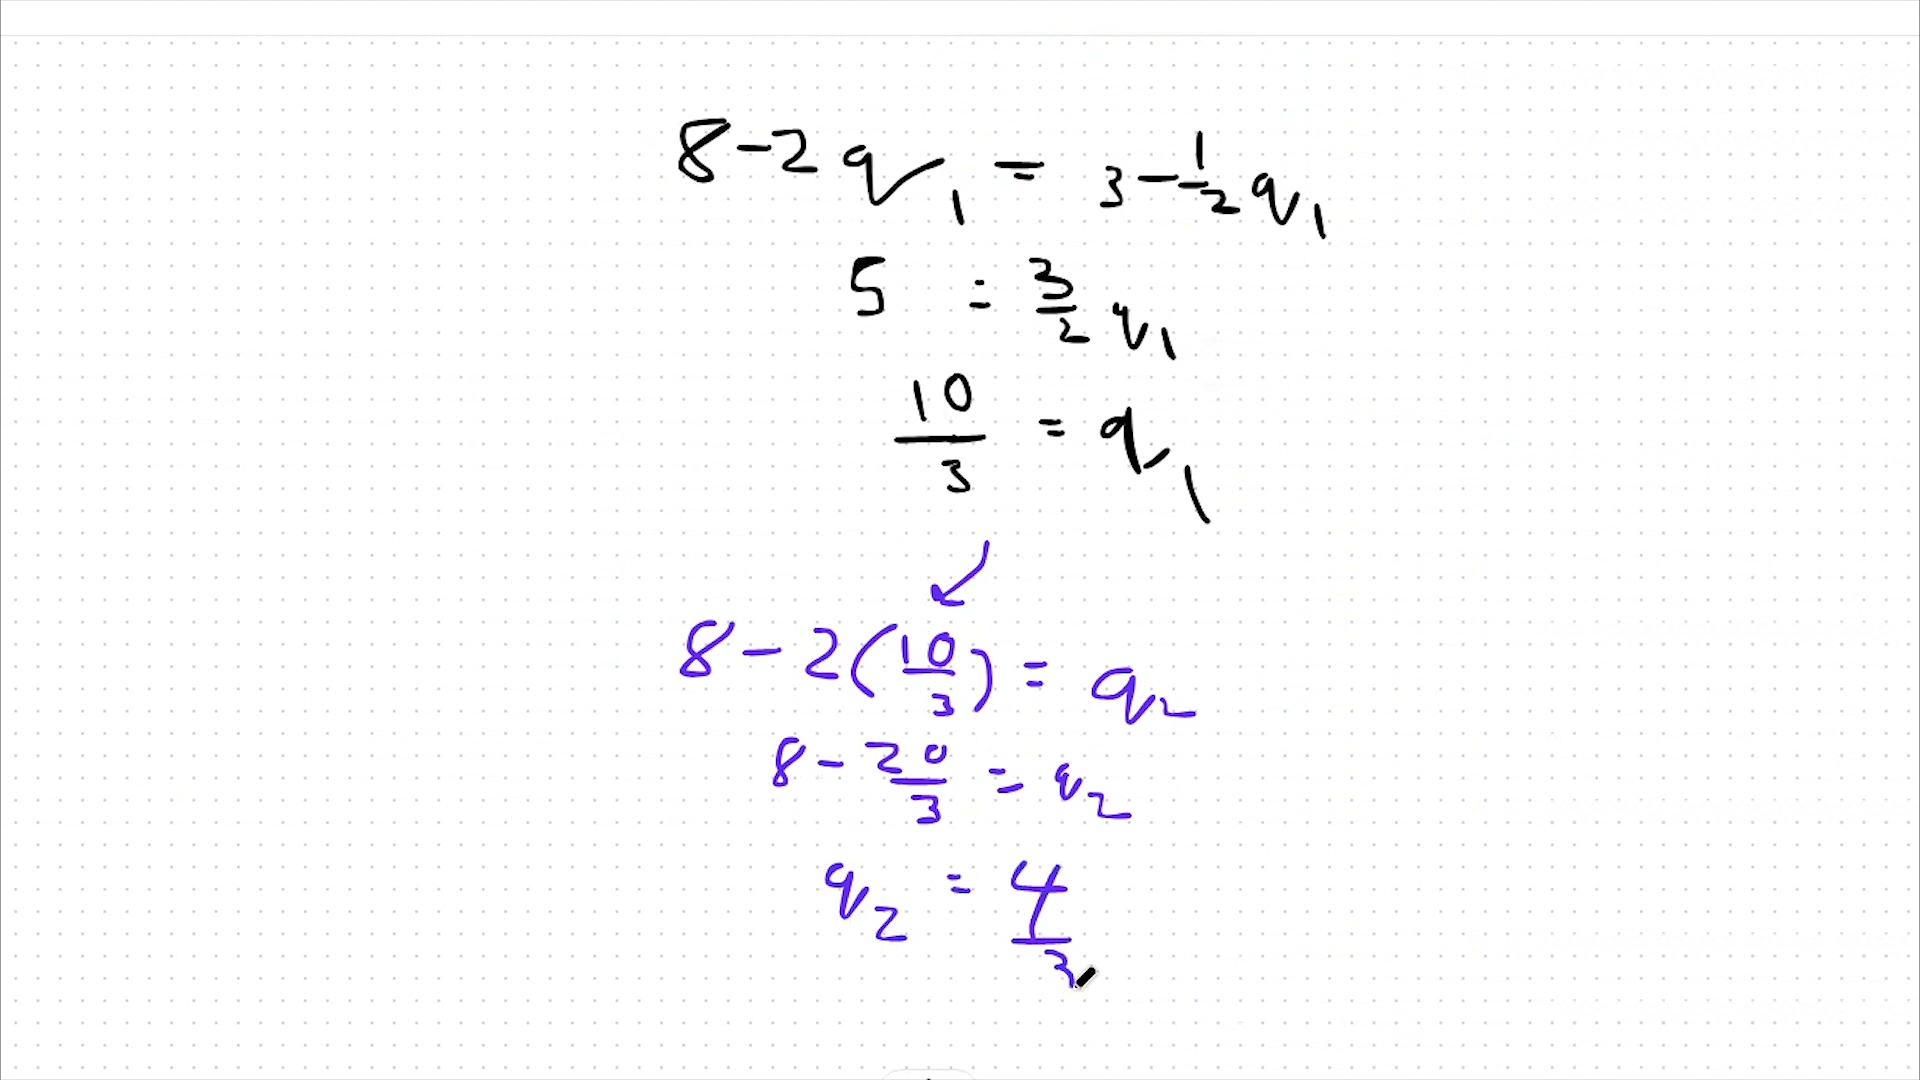 8-2q₁ = 3-½q₁
5 = 3/2 q₁
10/3 = q₁
8-2(10/3) = q₂
8-20/3 = q₂
q₂ = 4/3